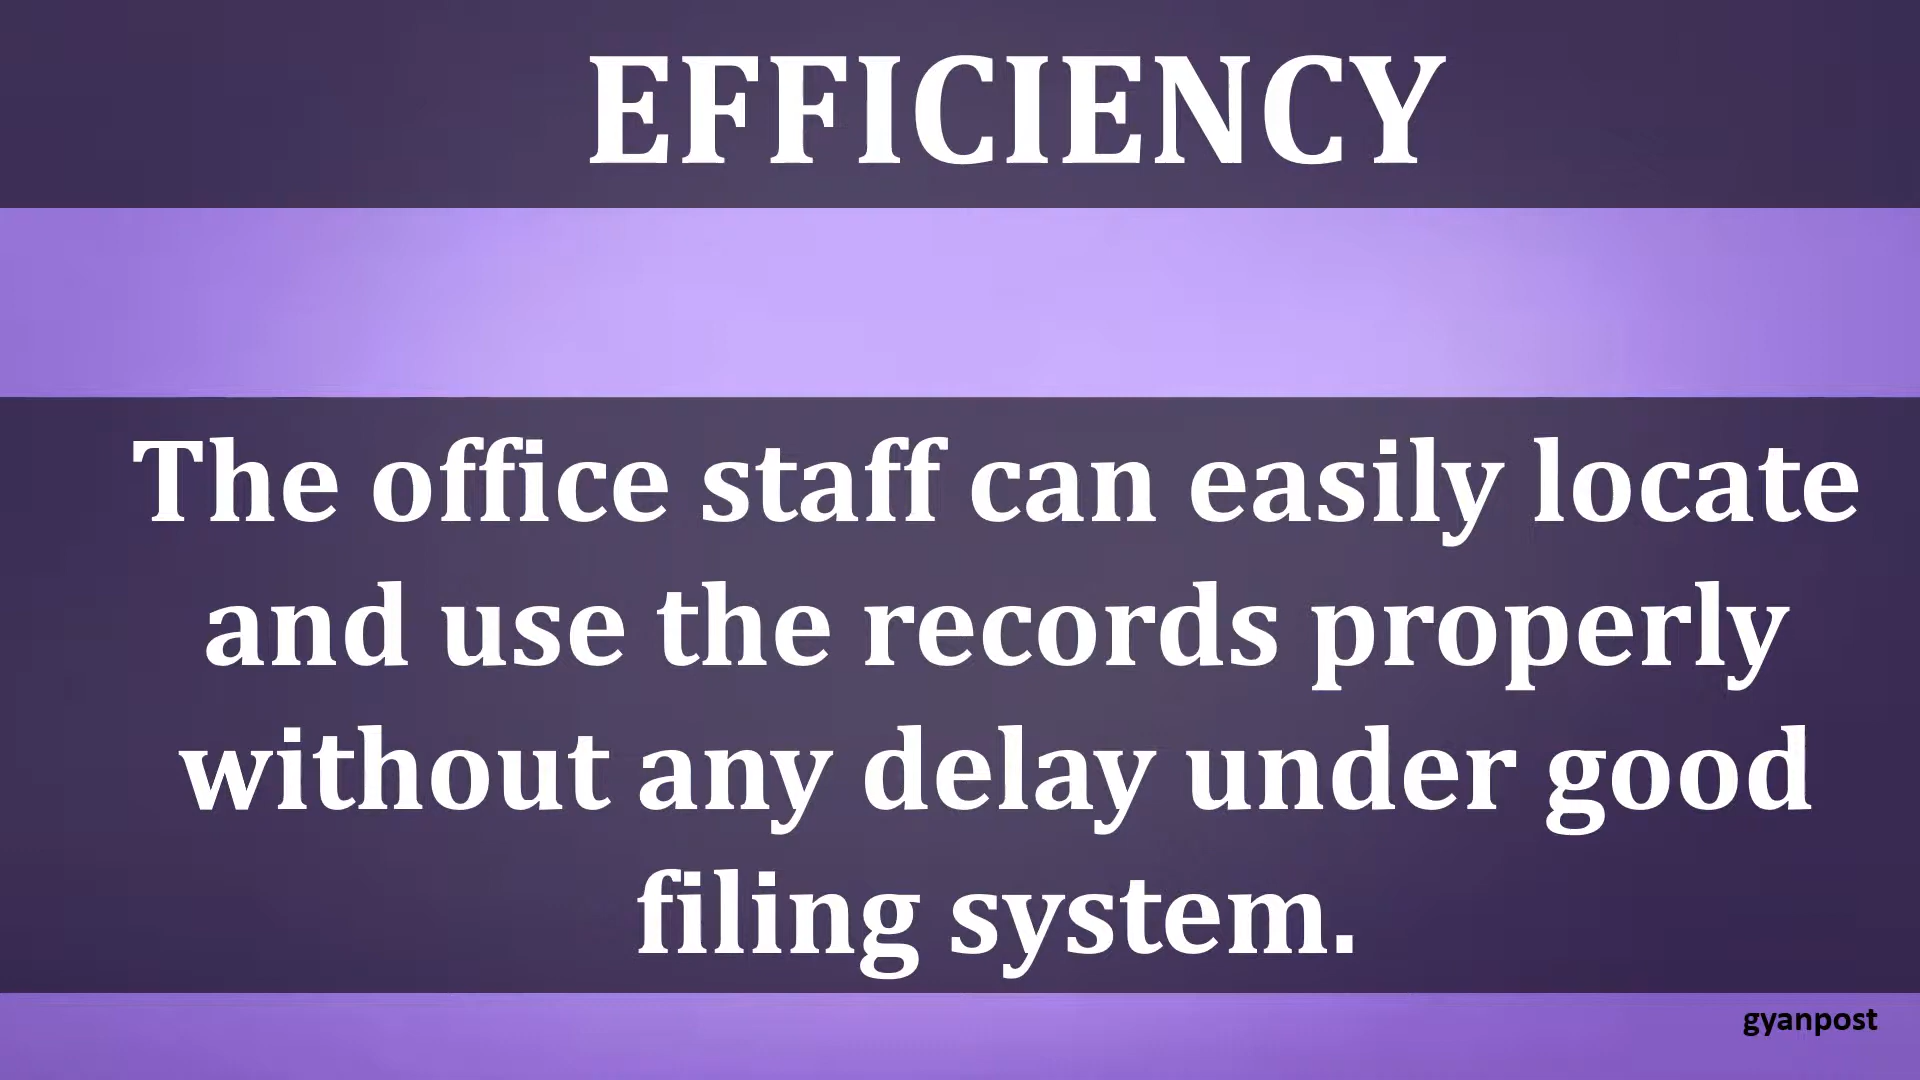 EFFICIENCY
The office staff can easily locate
and use the records properly
without any delay under good
filing system.
gyanpost